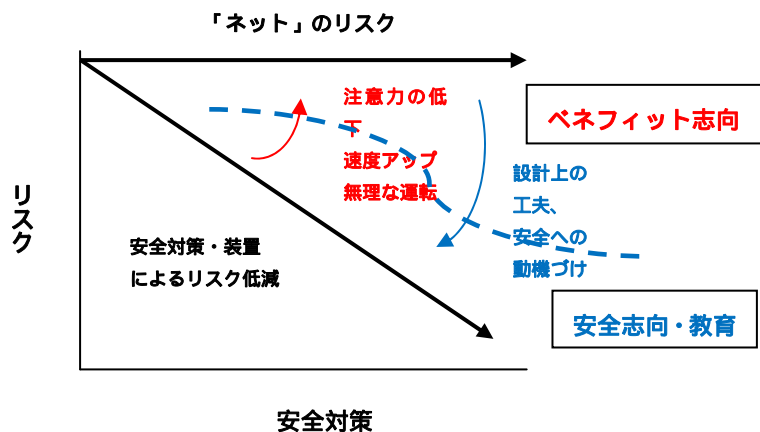 「ネット」のリスク
注意力の低
下
速度アップ
無理な運転
ベネフィット志向
設計上の
工夫、
安全への
動機づけ
リスク
安全対策・装置
によるリスク低減
安全志向・教育
安全対策